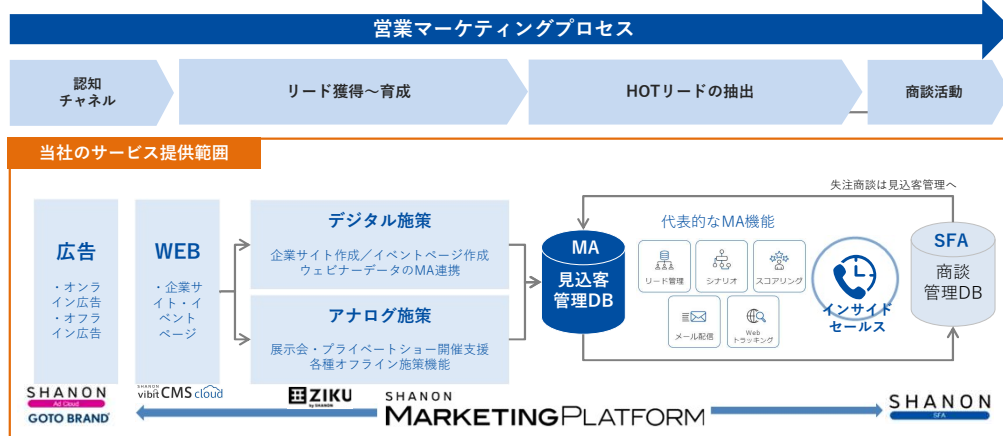 営業マーケティングプロセス
認知
チャネル
リード獲得～育成
HOTリードの抽出
商談活動
当社のサービス提供範囲
失注商談は見込客管理へ
広告
・オンラ
イン広告
・オフラ
イン広告
WEB
・企業サ
イト・イ
ベント
ページ
デジタル施策
企業サイト作成／イベントページ作成
ウェビナーデータのMA連携
アナログ施策
展示会・プライベートショー開催支援
各種オフライン施策機能
MA
見込客
管理DB
代表的なMA機能
リード管理
シナリオ
スコアリング
メール配信
Web
トラッキング
インサイド
セールス
SFA
商談
管理DB
SHANON
Ad Cloud
GOTO BRAND
SHANON
vibit CMS cloud
ZIKU
by SHANON
SHANON
MARKETING PLATFORM
SHANON
SFA